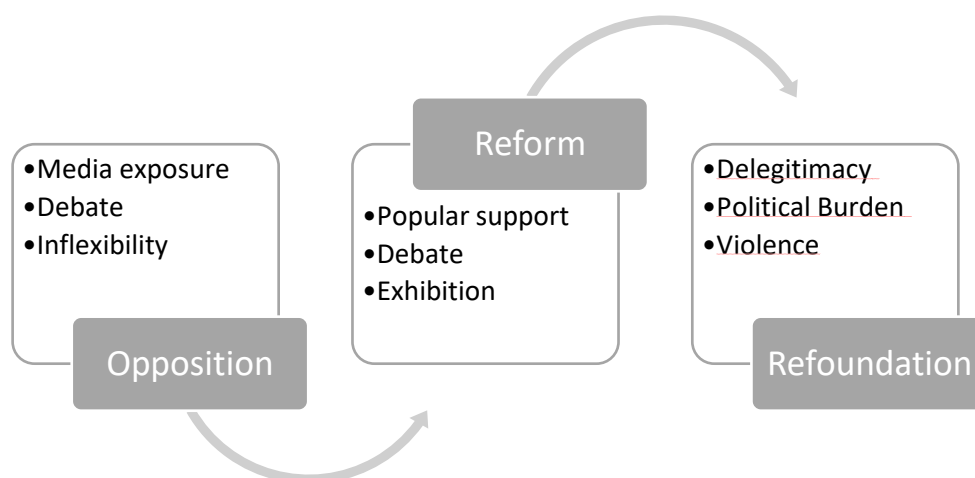 •Media exposure
•Debate
•Inflexibility
Opposition
Reform
•Popular support
•Debate
•Exhibition
•Delegitimacy
•Political Burden
•Violence
Refoundation